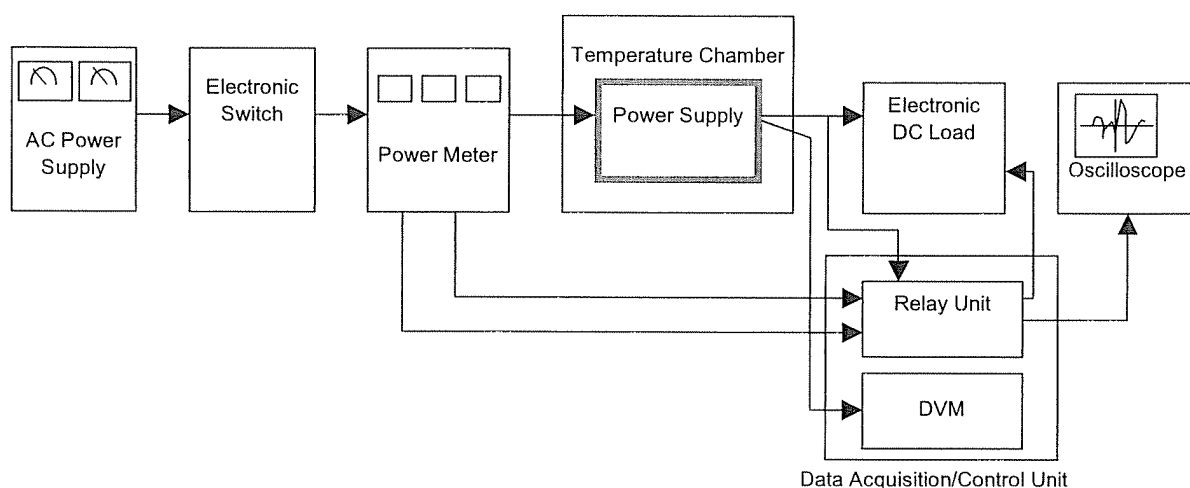 AC Power
Supply
Electronic
Switch
Power Meter
Temperature Chamber
Power Supply
Electronic
DC Load
Oscilloscope
Relay Unit
DVM
Data Acquisition/Control Unit